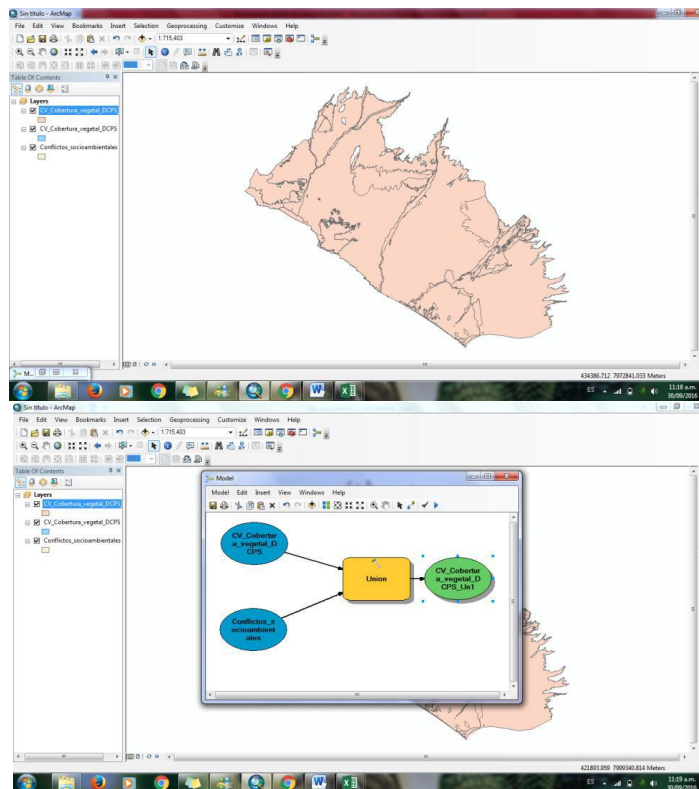 Sin título - ArcMap
File Edit View Bookmarks Insert Selection Geoprocessing Customize Windows Help
1:715,403
Table Of Contents
Layers
CV_Cobertura_vegetal_DCPS
CV_Cobertura_vegetal_DCPS
Conflictos_socioambientales
M...
434386.712 7972841.033 Meters
ES
11:18 a.m.
30/09/2016
Sin título - ArcMap
File Edit View Bookmarks Insert Selection Geoprocessing Customize Windows Help
1:715,403
Table Of Contents
Layers
CV_Cobertura_vegetal_DCPS
CV_Cobertura_vegetal_DCPS
Conflictos_socioambientales
Model
Model Edit Insert View Windows Help
CV_Cobertur
a_vegetal_D
CPS
Union
CV_Cobertur
a_vegetal_D
CPS_Un1
Conflictos_s
ocioambient
ales
421893.959 7999340.814 Meters
ES
11:19 a.m.
30/09/2016